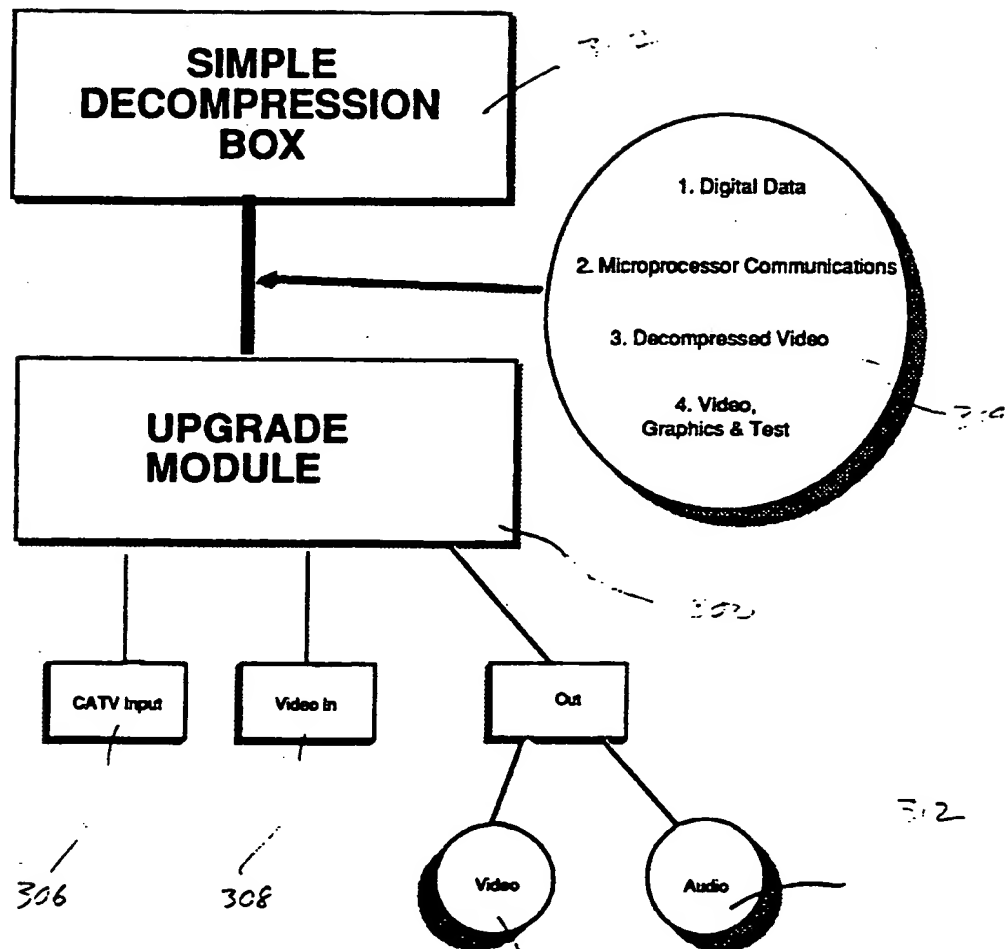 SIMPLE
DECOMPRESSION
BOX
1. Digital Data
2. Microprocessor Communications
3. Decompressed Video
4. Video,
Graphics & Test
UPGRADE
MODULE
CATV Input
Video In
Out
312
306
308
Video
Audio